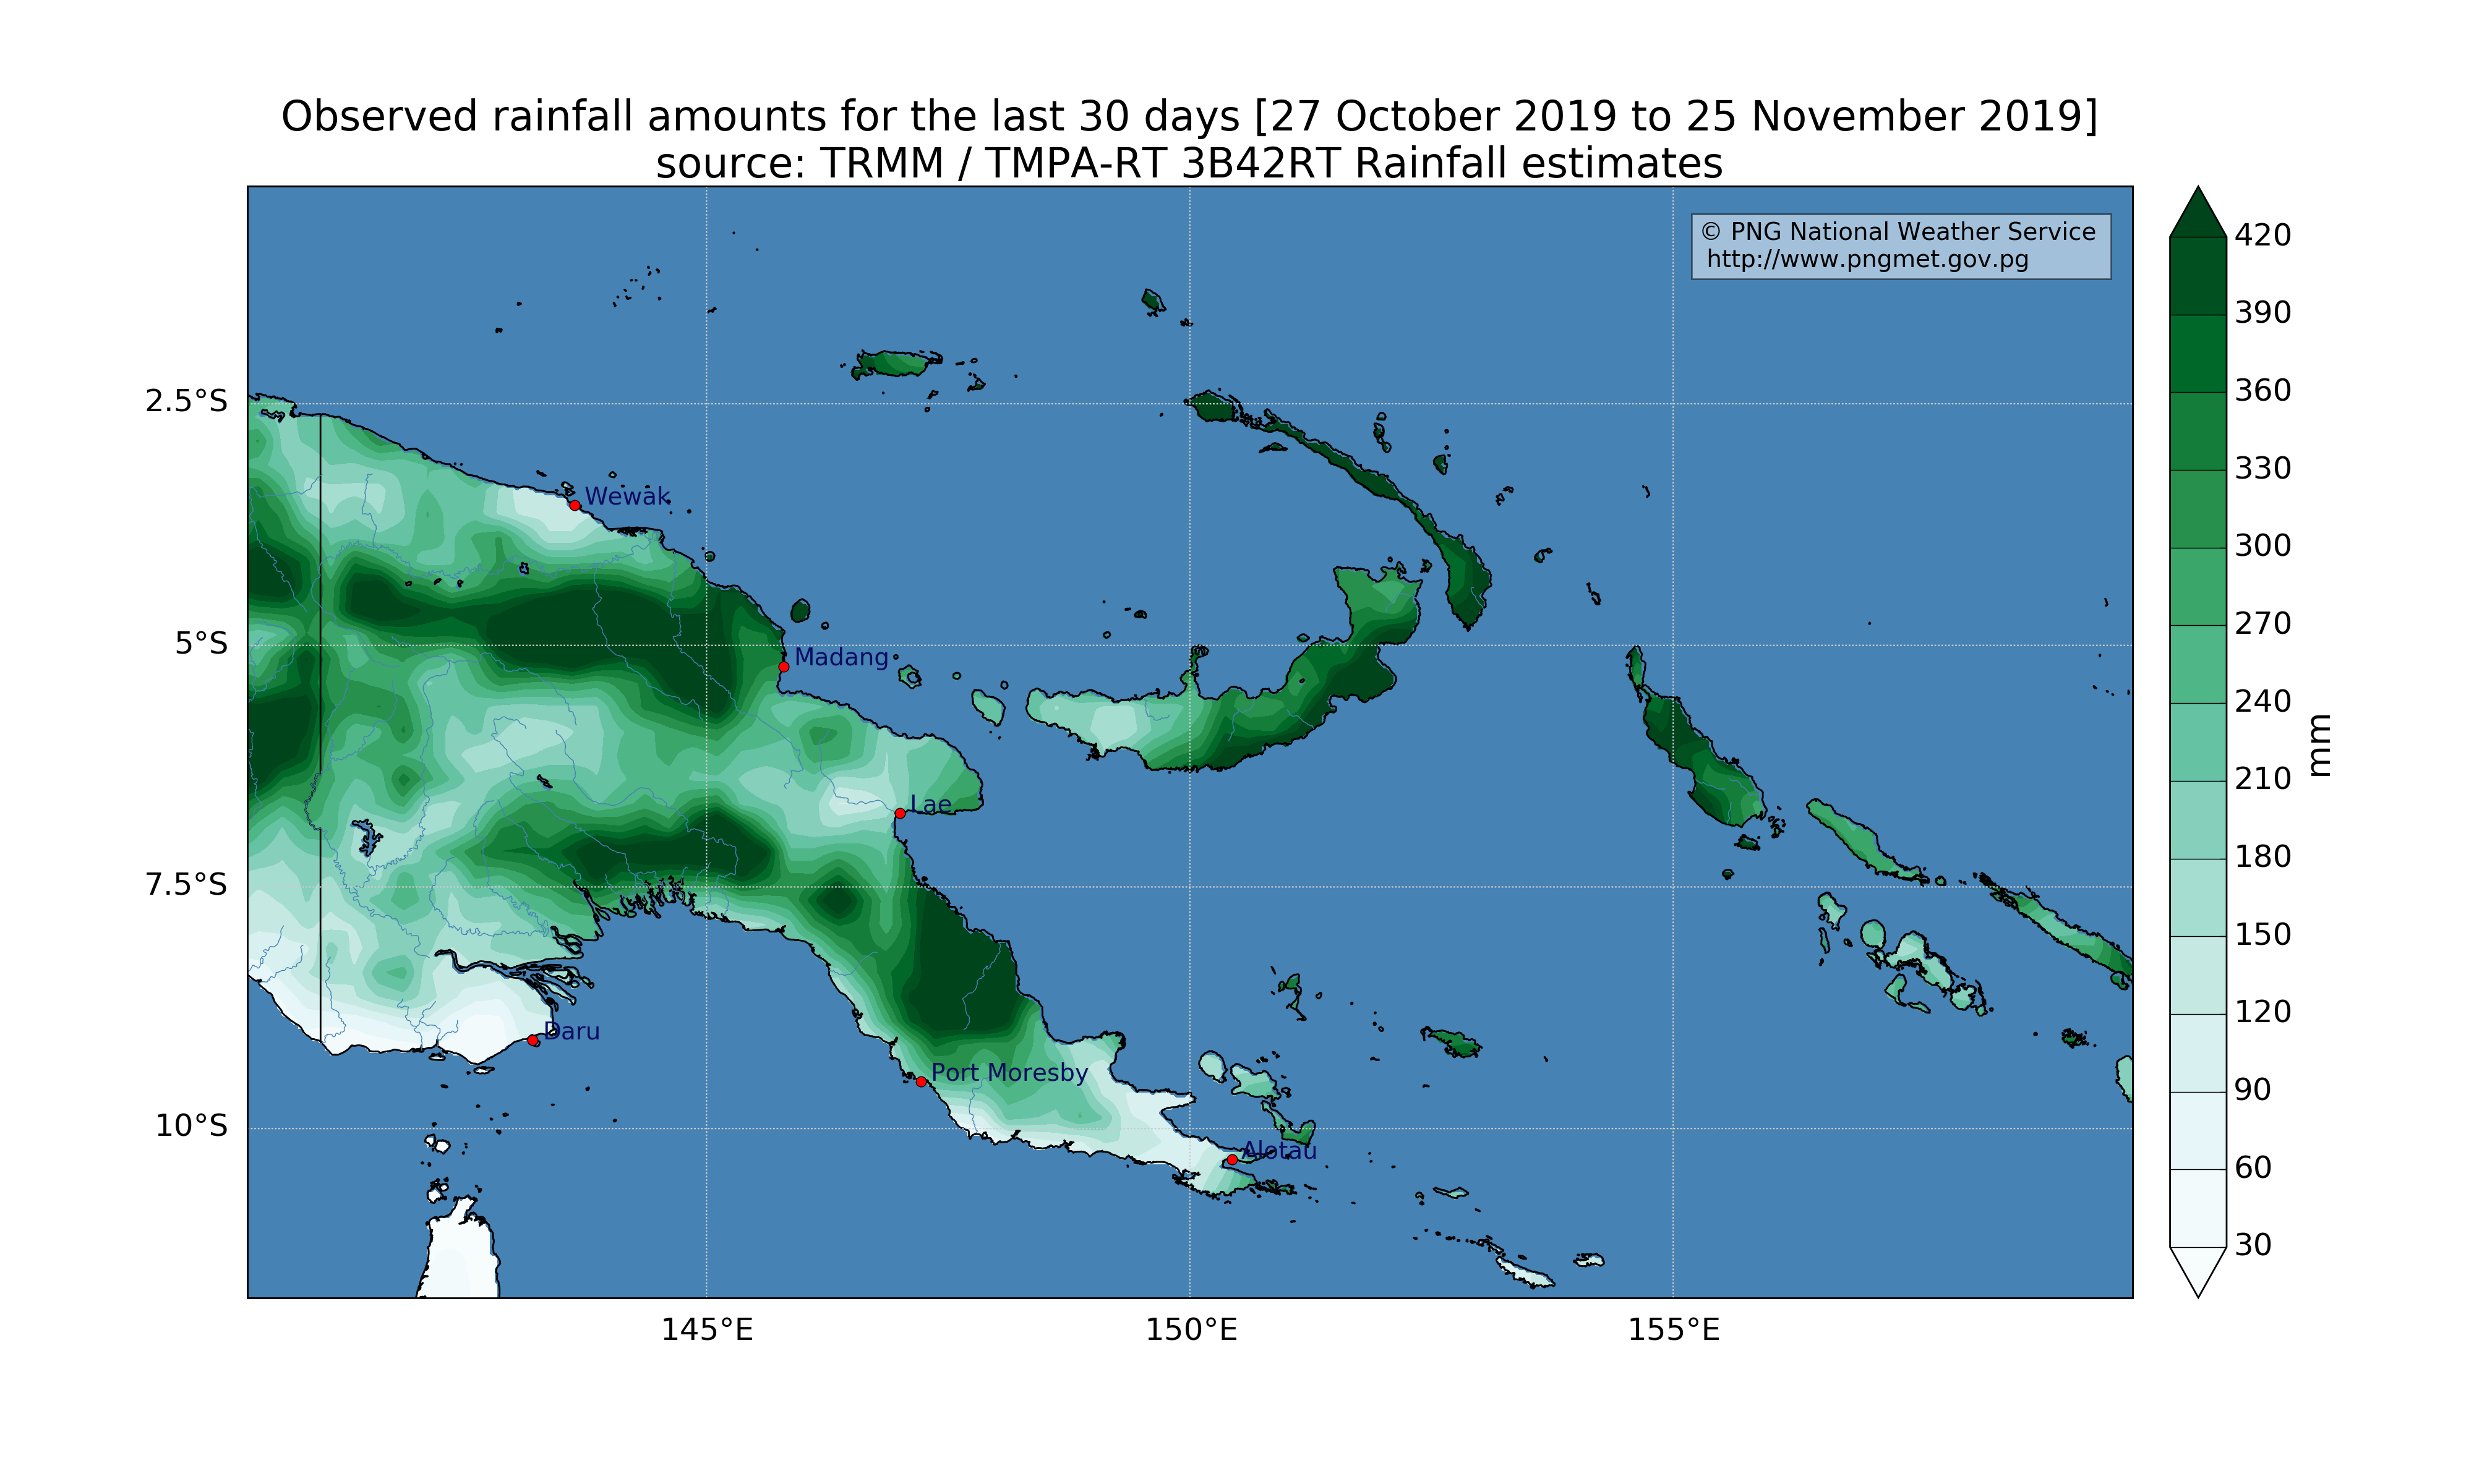 Observed rainfall amounts for the last 30 days [27 October 2019 to 25 November 2019]
source: TRMM / TMPA-RT 3B42RT Rainfall estimates
© PNG National Weather Service
http://www.pngmet.gov.pg
420
390
360
330
300
270
240
210
180
150
120
90
60
30
mm
2.5°S
5°S
7.5°S
10°S
Wewak
Madang
Lae
Daru
Port Moresby
Alotau
145°E
150°E
155°E